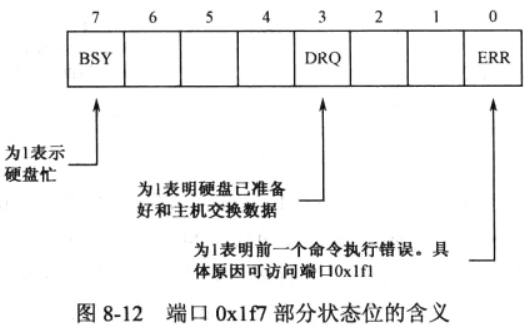 7 6 5 4 3 2 1 0
BSY DRQ ERR
为1表示
硬盘忙
为1表明硬盘已准备
好和主机交换数据
为1表明前一个命令执行错误。具
体原因可访问端口0x1f1
图 8-12 端口 0x1f7 部分状态位的含义